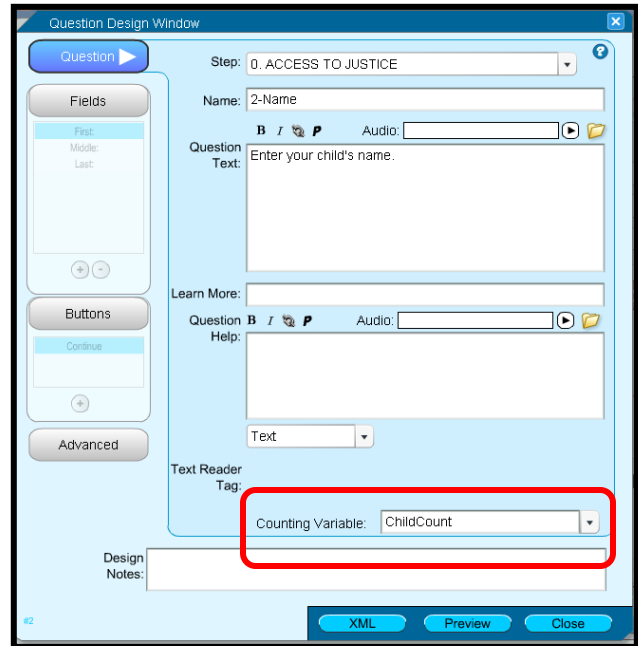 Question Design Window
Question
Step: 0. ACCESS TO JUSTICE
Fields
Name: 2-Name
First:
Middle:
Last:
B I P Audio:
Question Text: Enter your child's name.
Learn More:
Buttons
Continue
Question Help: B I P Audio:
Text
Advanced
Text Reader Tag:
Counting Variable: ChildCount
Design Notes:
#2
XML Preview Close